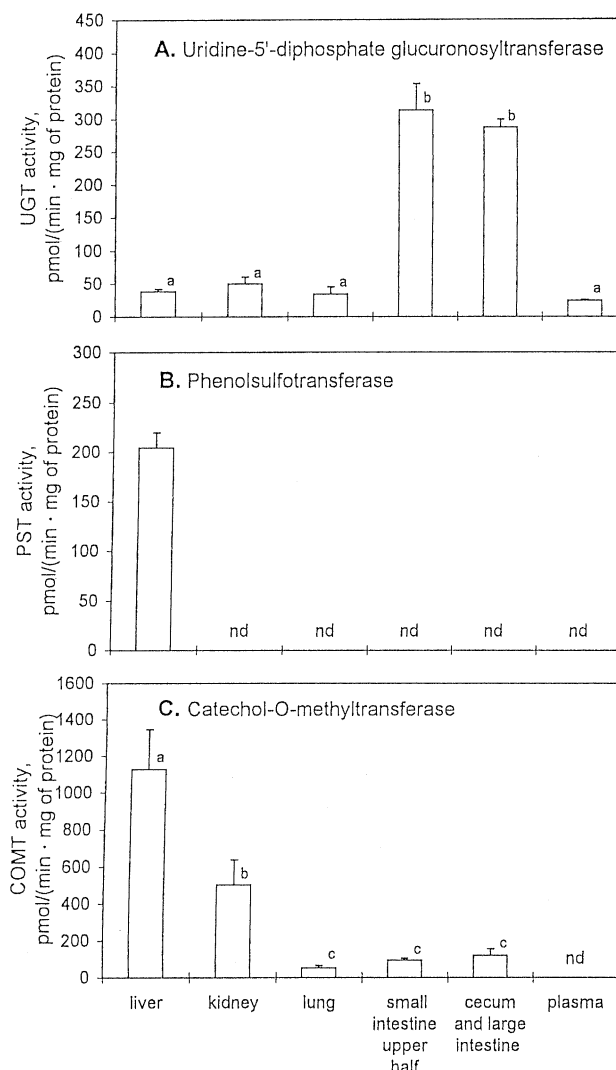 A. Uridine-5'-diphosphate glucuronosyltransferase
UGT activity,
pmol/(min · mg of protein)
450
400
350
300
250
200
150
100
50
0
a
a
a
b
b
a
B. Phenolsulfotransferase
PST activity,
pmol/(min · mg of protein)
300
250
200
150
100
50
0
nd
nd
nd
nd
nd
C. Catechol-O-methyltransferase
COMT activity,
pmol/(min · mg of protein)
1600
1400
1200
1000
800
600
400
200
0
a
b
c
c
c
nd
liver
kidney
lung
small
intestine
upper
half
cecum
and large
intestine
plasma